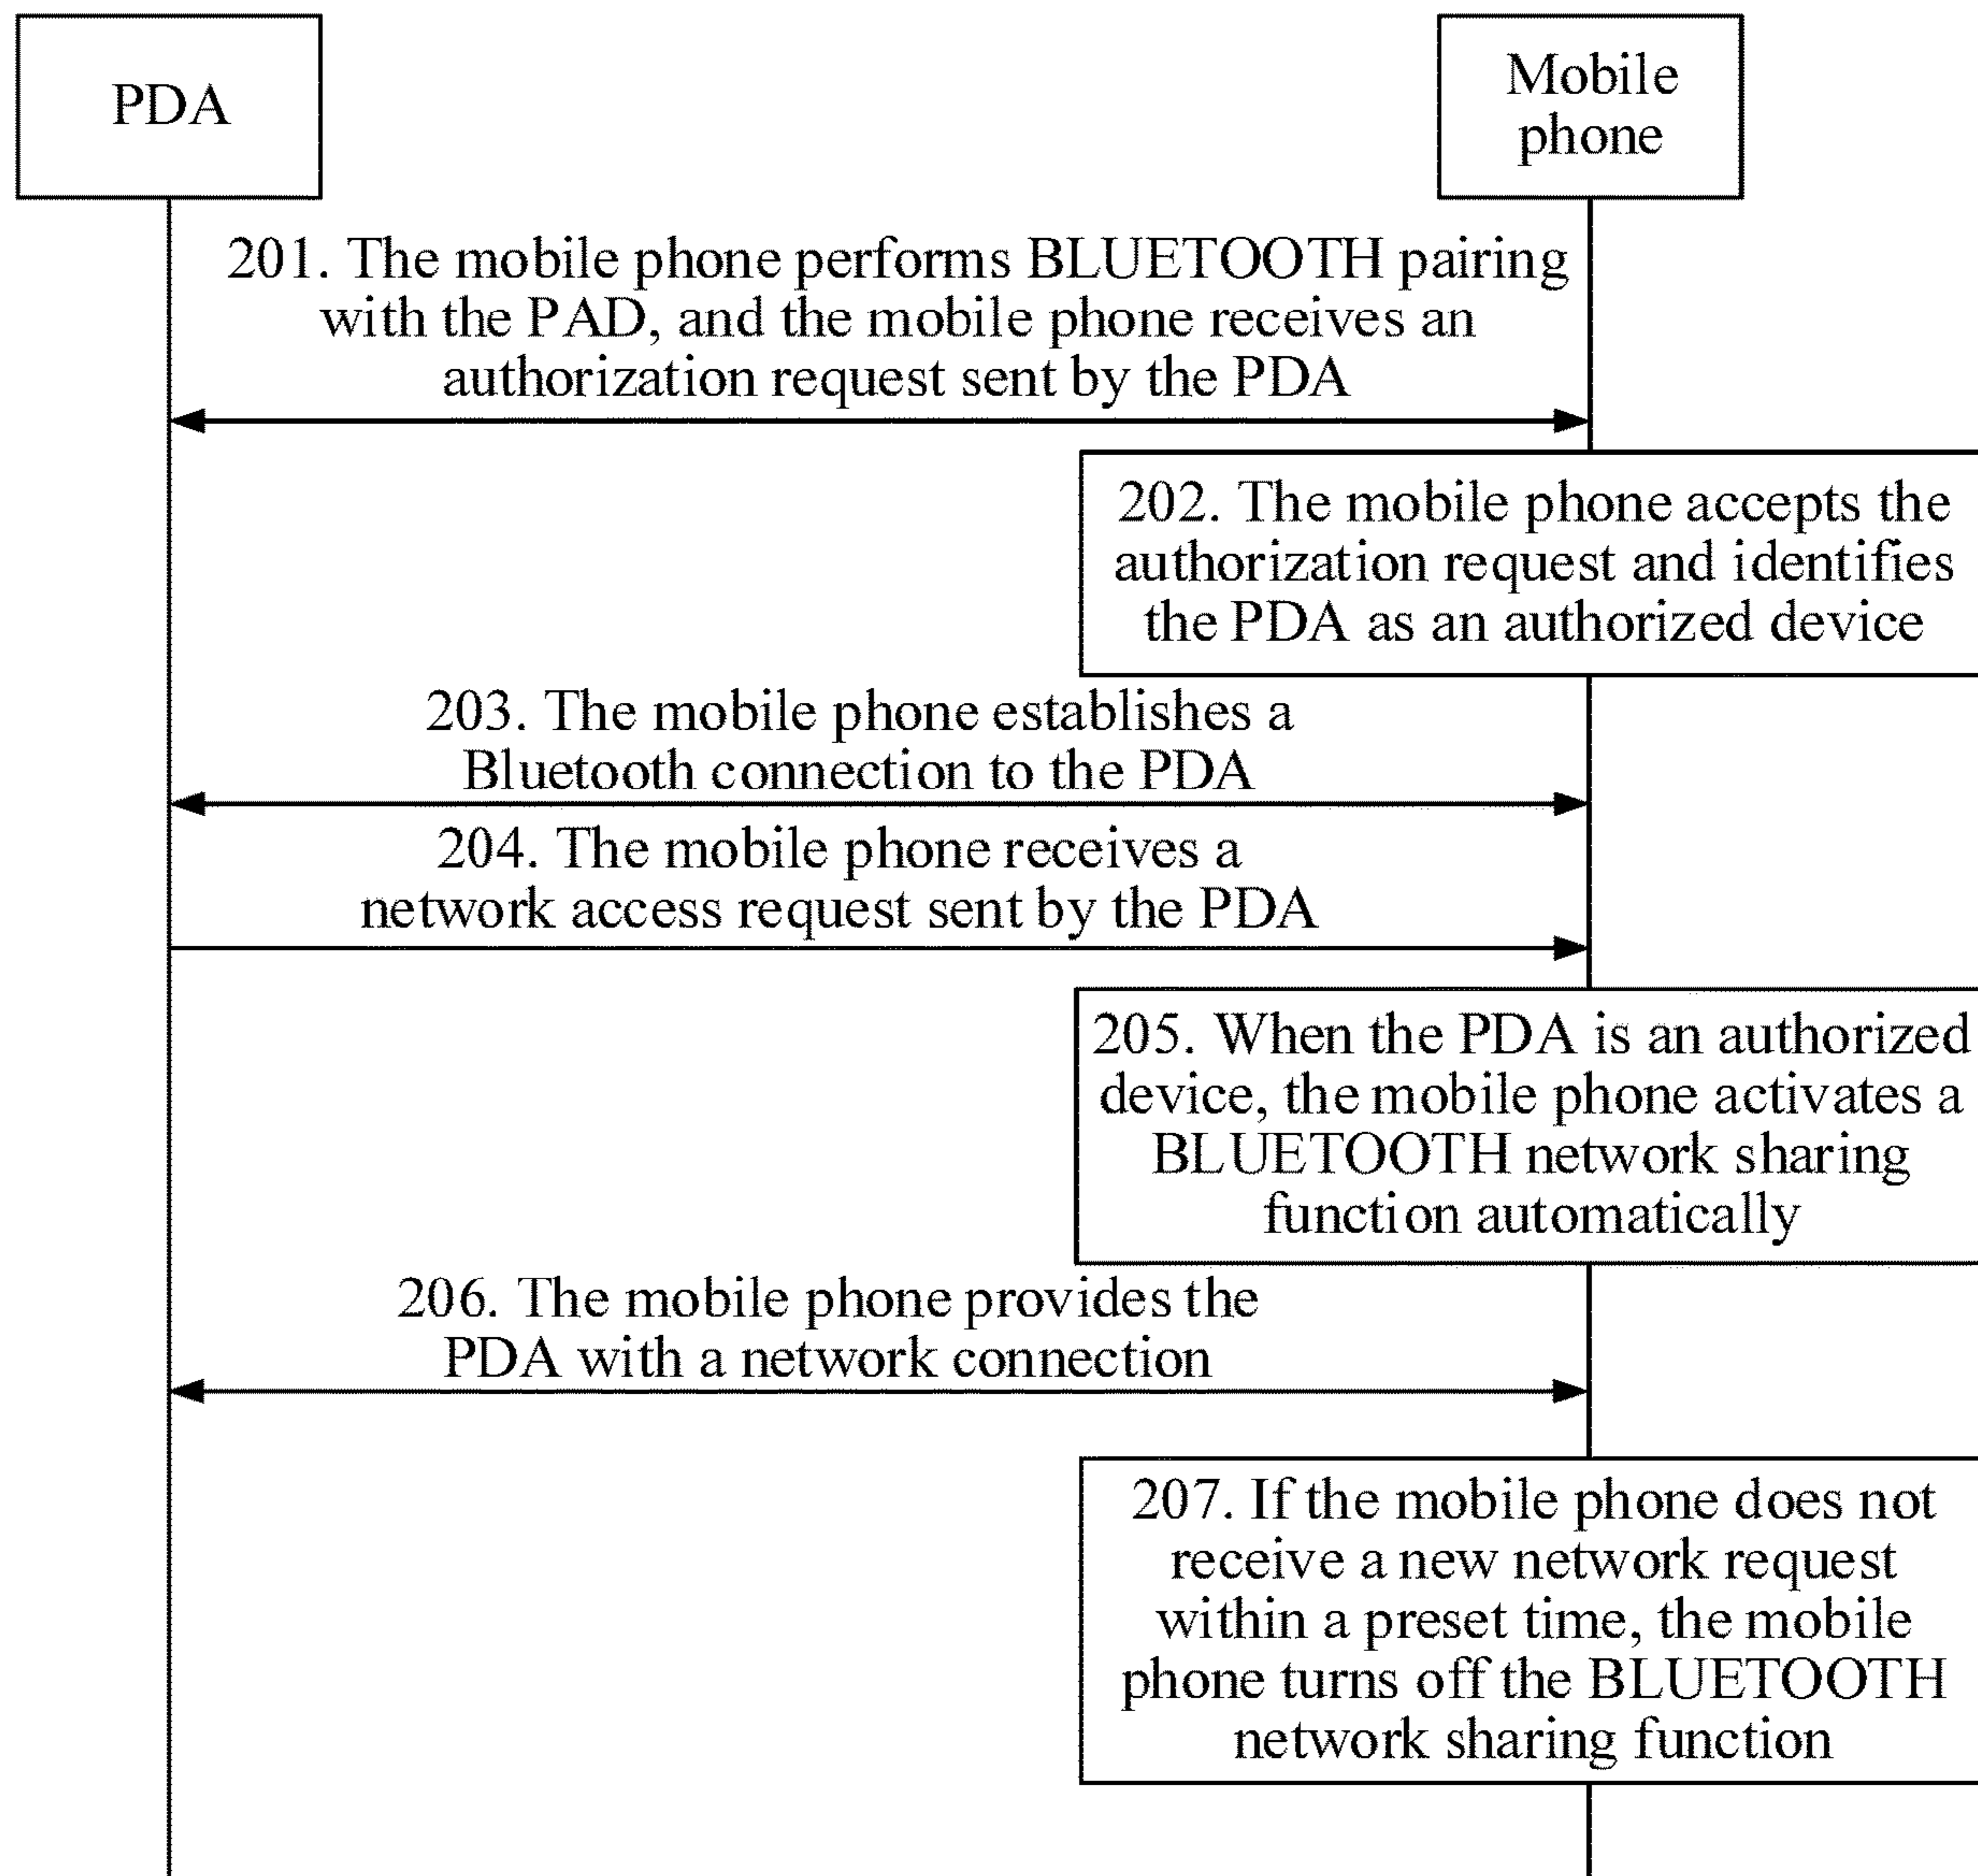 PDA
Mobile
phone
201. The mobile phone performs BLUETOOTH pairing
with the PAD, and the mobile phone receives an
authorization request sent by the PDA
202. The mobile phone accepts the
authorization request and identifies
the PDA as an authorized device
203. The mobile phone establishes a
Bluetooth connection to the PDA
204. The mobile phone receives a
network access request sent by the PDA
205. When the PDA is an authorized
device, the mobile phone activates a
BLUETOOTH network sharing
function automatically
206. The mobile phone provides the
PDA with a network connection
207. If the mobile phone does not
receive a new network request
within a preset time, the mobile
phone turns off the BLUETOOTH
network sharing function